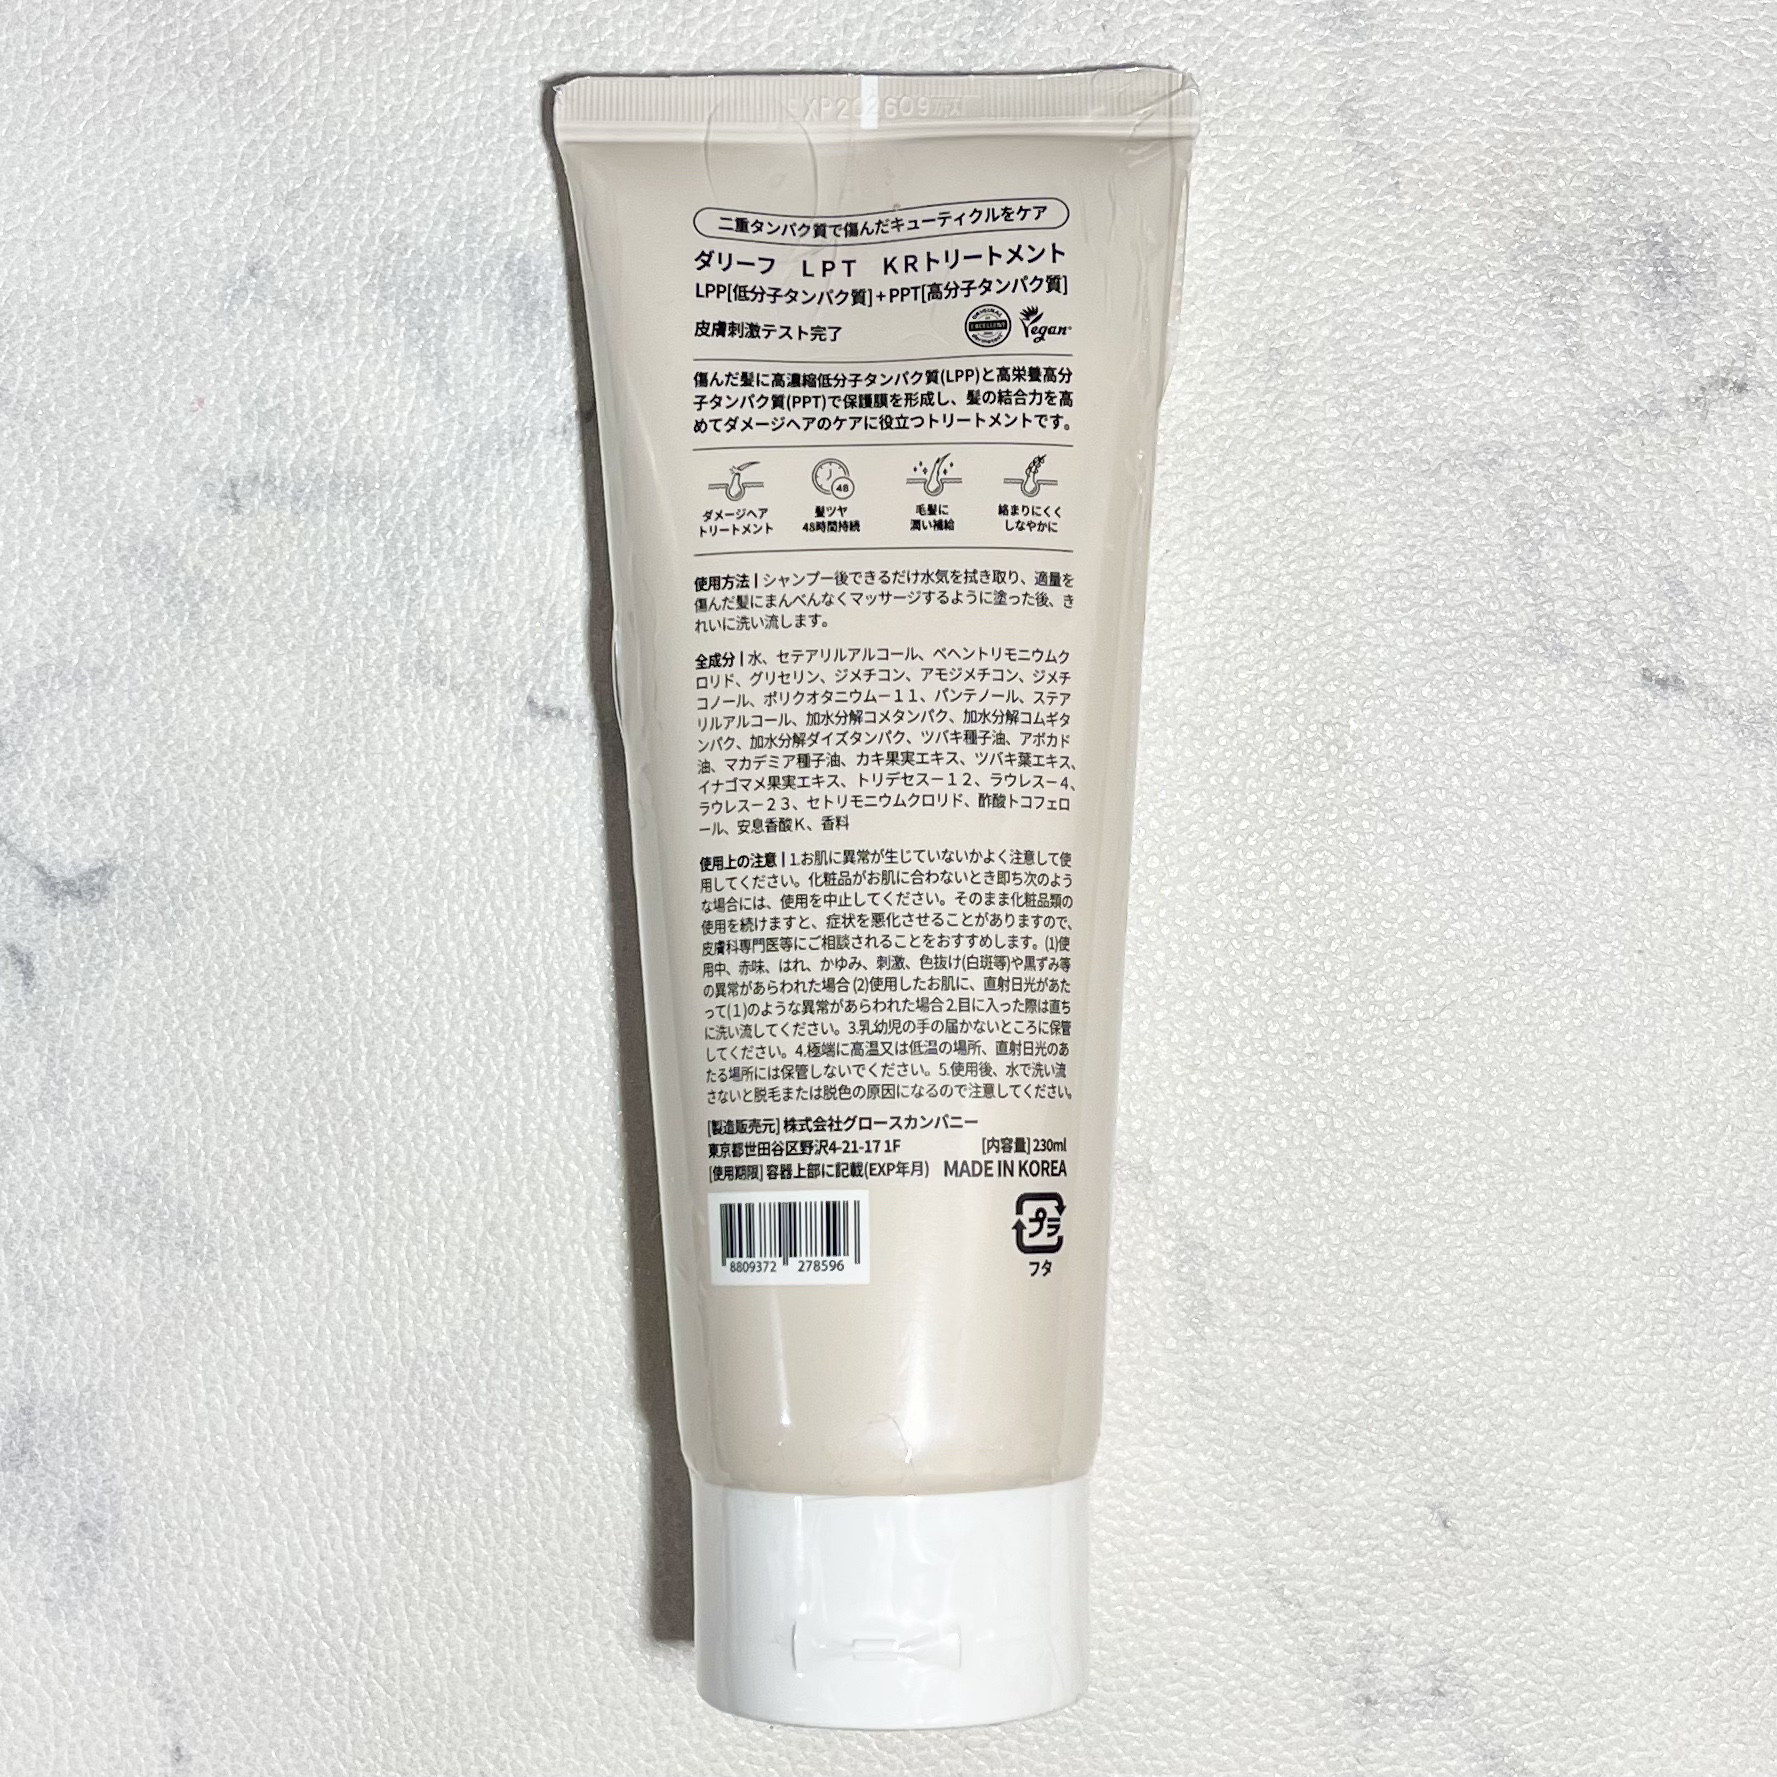 EXP202609
二重タンパク質で傷んだキューティクルをケア
ダリーフ　ＬＰＴ　ＫＲトリートメント
LPP[低分子タンパク質]+PPT[高分子タンパク質]
皮膚刺激テスト完了
ORIGINAL
EXCELLENT
dermatest
Vegan
傷んだ髪に高濃縮低分子タンパク質(LPP)と高栄養高分
子タンパク質(PPT)で保護膜を形成し、髪の結合力を高
めてダメージヘアのケアに役立つトリートメントです。
48
ダメージヘア
トリートメント
髪ツヤ
48時間持続
毛髪に
潤い補給
絡まりにくく
しなやかに
使用方法 | シャンプー後できるだけ水気を拭き取り、適量を
傷んだ髪にまんべんなくマッサージするように塗った後、き
れいに洗い流します。
全成分 | 水、セテアリルアルコール、ベヘントリモニウムク
ロリド、グリセリン、ジメチコン、アモジメチコン、ジメチ
コノール、ポリクオタニウムー１１、パンテノール、ステア
リルアルコール、加水分解コメタンパク、加水分解コムギタ
ンパク、加水分解ダイズタンパク、ツバキ種子油、アボカド
油、マカデミア種子油、カキ果実エキス、ツバキ葉エキス、
イナゴマメ果実エキス、トリデセスー１２、ラウレスー４、
ラウレスー２３、セトリモニウムクロリド、酢酸トコフェロ
ール、安息香酸Ｋ、香料
使用上の注意 | 1.お肌に異常が生じていないかよく注意して使
用してください。化粧品がお肌に合わないとき即ち次のよう
な場合には、使用を中止してください。そのまま化粧品類の
使用を続けますと、症状を悪化させることがありますので、
皮膚科専門医等にご相談されることをおすすめします。(1)使
用中、赤味、はれ、かゆみ、刺激、色抜け(白斑等)や黒ずみ等
の異常があらわれた場合(2)使用したお肌に、直射日光があた
って(1)のような異常があらわれた場合2.目に入った際は直ち
に洗い流してください。3.乳幼児の手の届かないところに保管
してください。4.極端に高温又は低温の場所、直射日光のあ
たる場所には保管しないでください。5.使用後、水で洗い流
さないと脱毛または脱色の原因になるので注意してください。
[製造販売元] 株式会社グロースカンパニー
東京都世田谷区野沢4-21-17 1F [内容量] 230ml
[使用期限] 容器上部に記載(EXP年月) MADE IN KOREA
8809372 278596
プラ
フタ